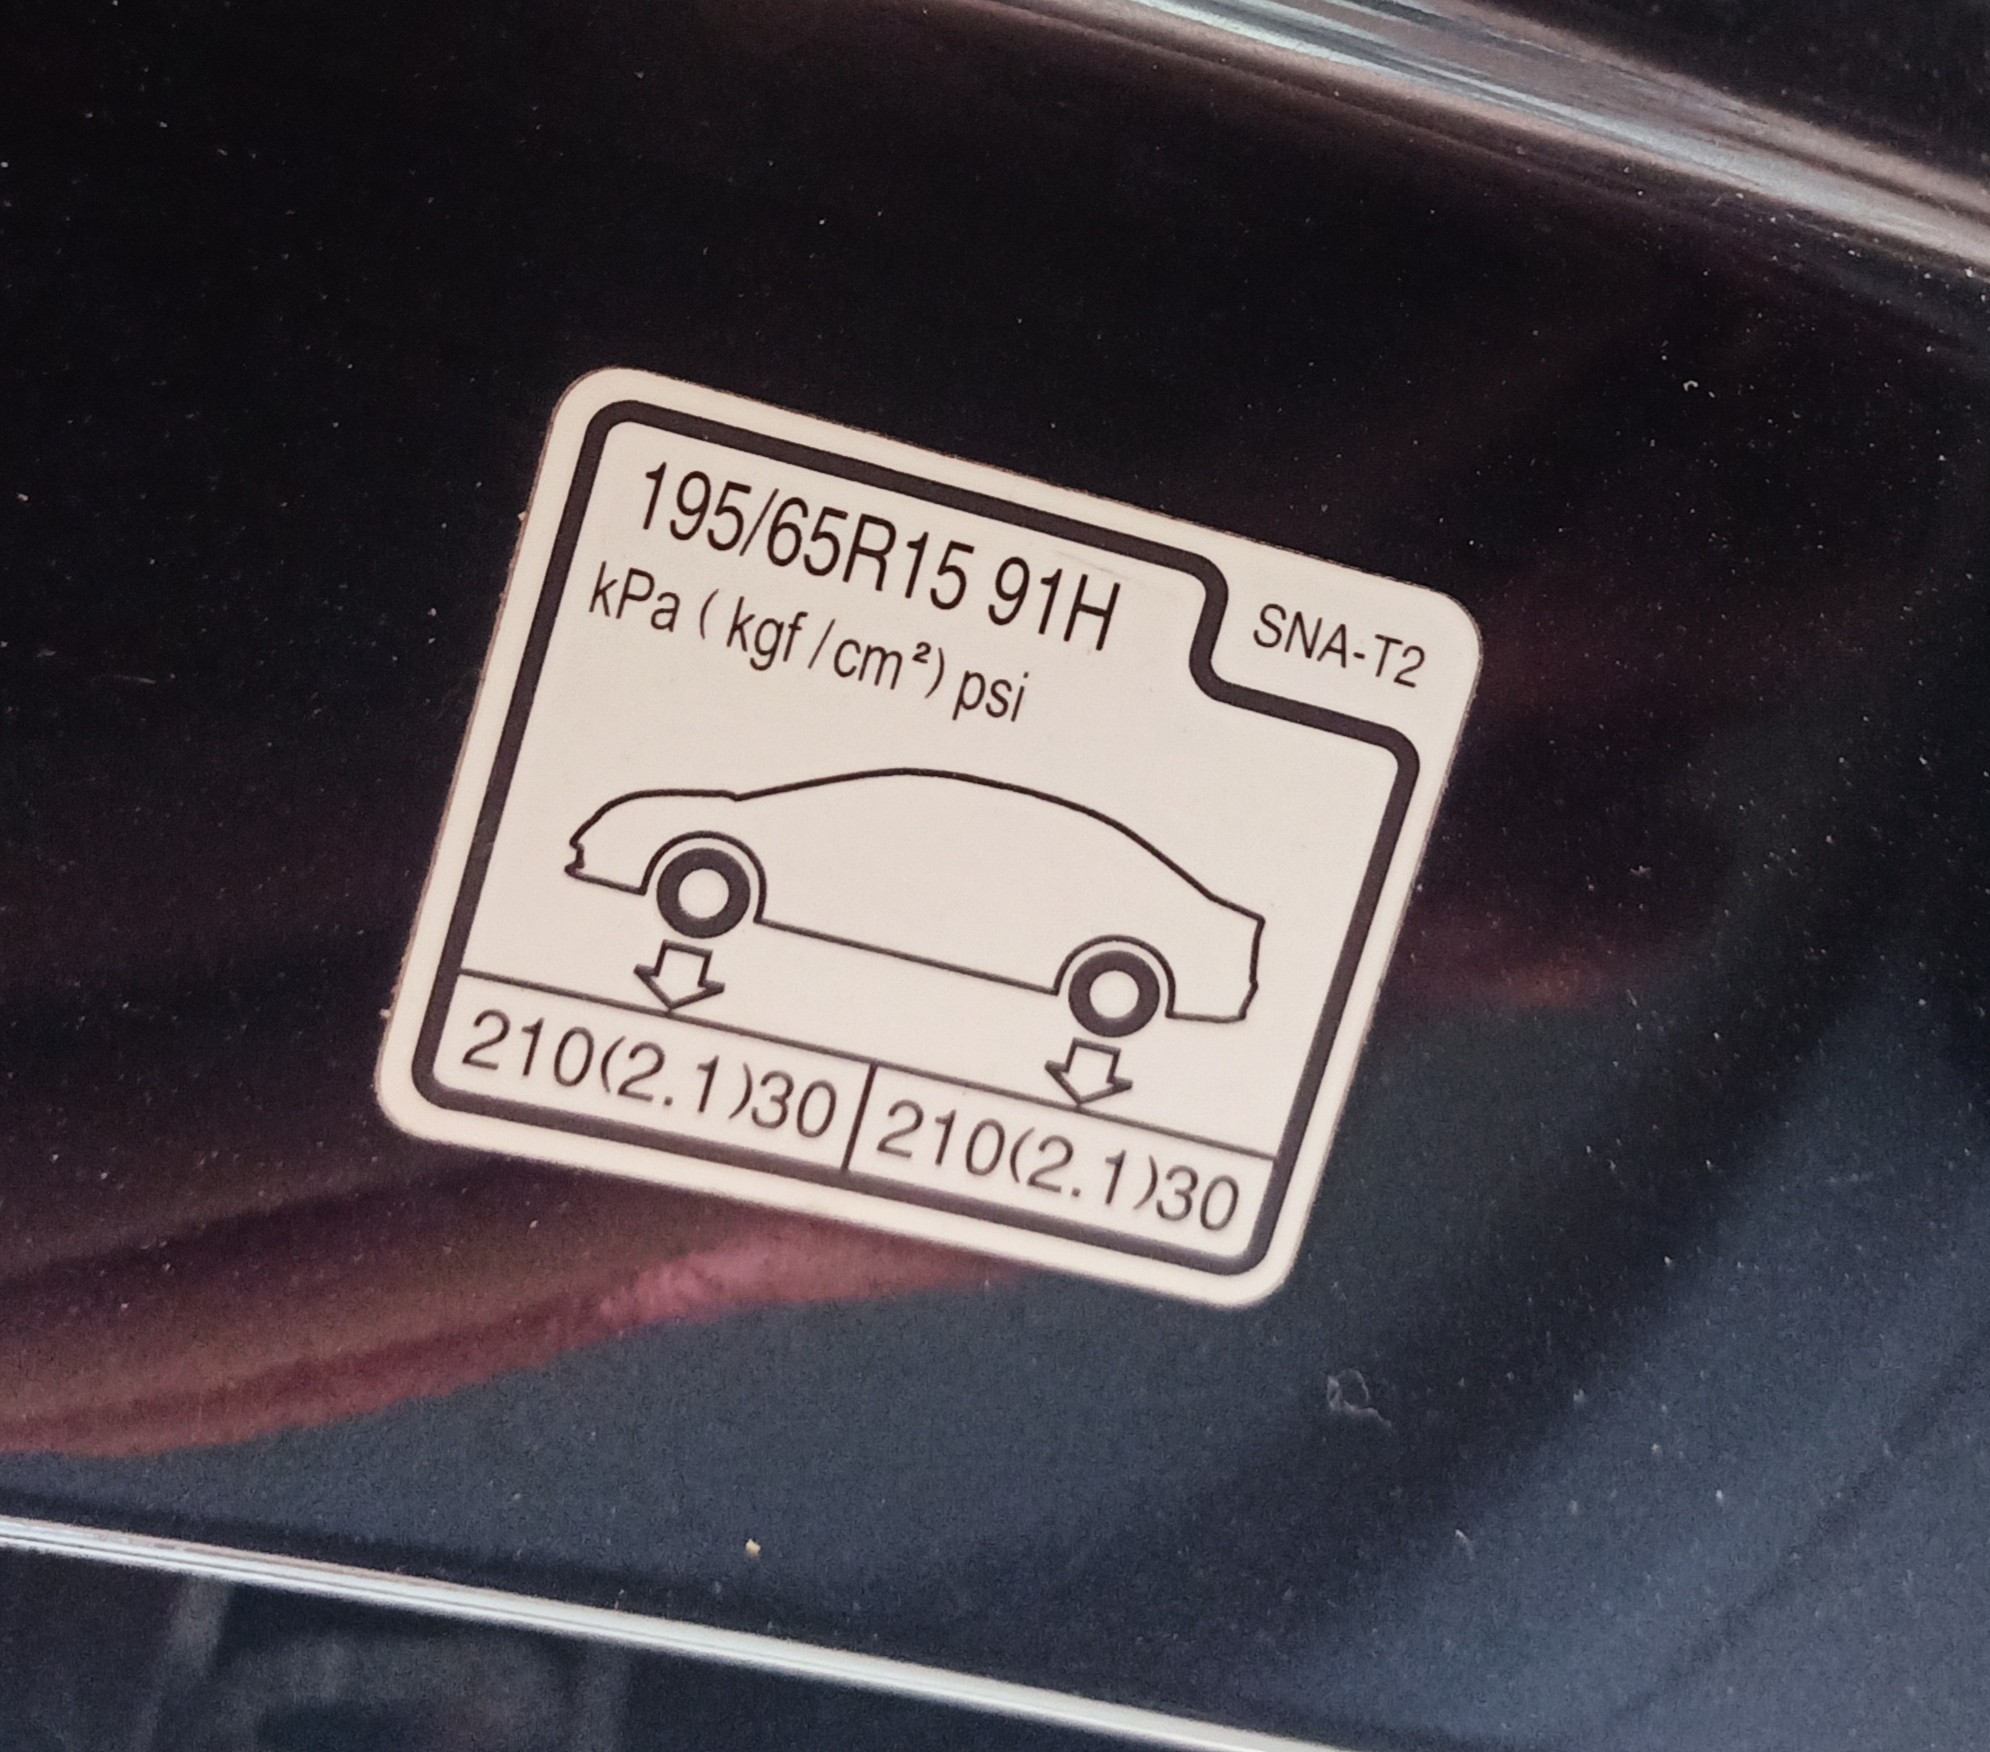 195/65R15 91H
SNA-T2
kPa ( kgf /cm²) psi
210(2.1)30
210(2.1)30